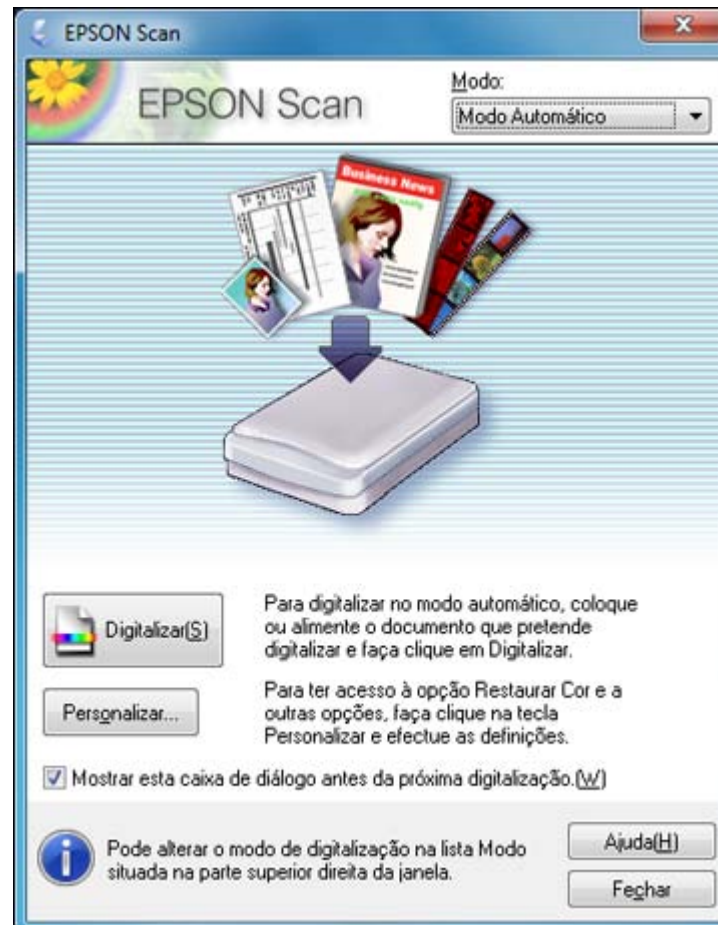 EPSON Scan
EPSON Scan
Modo:
Modo Automático
Business News
Digitalizar(S)
Para digitalizar no modo automático, coloque
ou alimente o documento que pretende
digitalizar e faça clique em Digitalizar.
Personalizar...
Para ter acesso à opção Restaurar Cor e a
outras opções, faça clique na tecla
Personalizar e efectue as definições.
Mostrar esta caixa de diálogo antes da próxima digitalização.(W)
Pode alterar o modo de digitalização na lista Modo
situada na parte superior direita da janela.
Ajuda(H)
Fechar